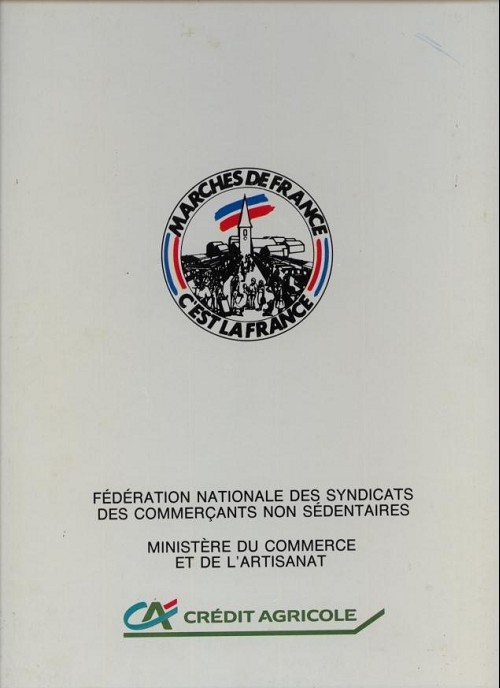 MARCHES DE FRANCE
C'EST LA FRANCE
FÉDÉRATION NATIONALE DES SYNDICATS
DES COMMERÇANTS NON SÉDENTAIRES
MINISTÈRE DU COMMERCE
ET DE L'ARTISANAT
CA CRÉDIT AGRICOLE